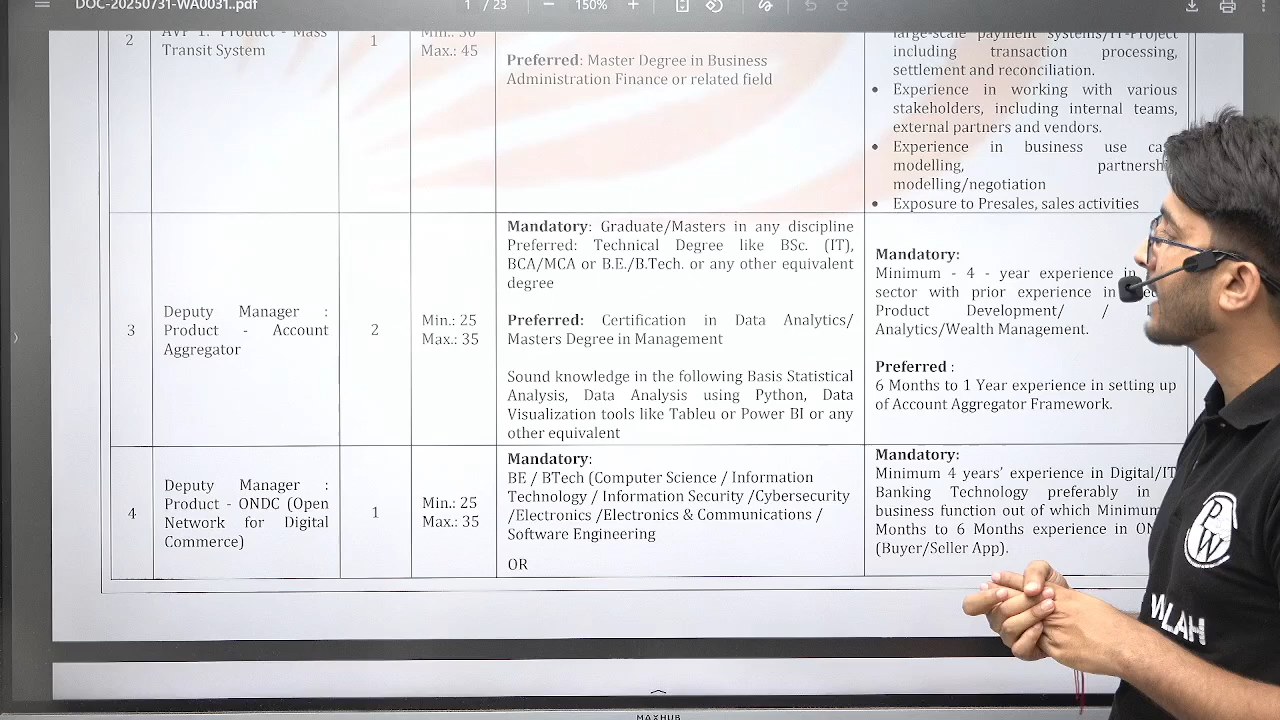 DOC-20250731-WA0031..pdf
1 / 23
150%
2
AVP 1: Product - Mass
Transit System
1
Min.: 30
Max.: 45
Preferred: Master Degree in Business
Administration Finance or related field
large-scale payment systems/IT-Project
including transaction processing,
settlement and reconciliation.
• Experience in working with various
stakeholders, including internal teams,
external partners and vendors.
• Experience in business use
modelling,
modelling/negotiation
• Exposure to Presales, sales activities
3
Deputy Manager :
Product - Account
Aggregator
2
Min.: 25
Max.: 35
Mandatory: Graduate/Masters in any discipline
Preferred: Technical Degree like BSc. (IT),
BCA/MCA or B.E./B.Tech. or any other equivalent
degree
Preferred: Certification in Data Analytics/
Masters Degree in Management
Sound knowledge in the following Basis Statistical
Analysis, Data Analysis using Python, Data
Visualization tools like Tableu or Power BI or any
other equivalent
Mandatory:
Minimum - 4 - year experience in
sector with prior experience in
Product Development/ /
Analytics/Wealth Management.
Preferred :
6 Months to 1 Year experience in setting up
of Account Aggregator Framework.
4
Deputy Manager :
Product - ONDC (Open
Network for Digital
Commerce)
1
Min.: 25
Max.: 35
Mandatory:
BE / BTech (Computer Science / Information
Technology / Information Security /Cybersecurity
/Electronics /Electronics & Communications /
Software Engineering
OR
Mandatory:
Minimum 4 years’ experience in Digital/IT
Banking Technology preferably in
business function out of which Minimum
Months to 6 Months experience in
(Buyer/Seller App).
PW
WLAH
MAXHUB